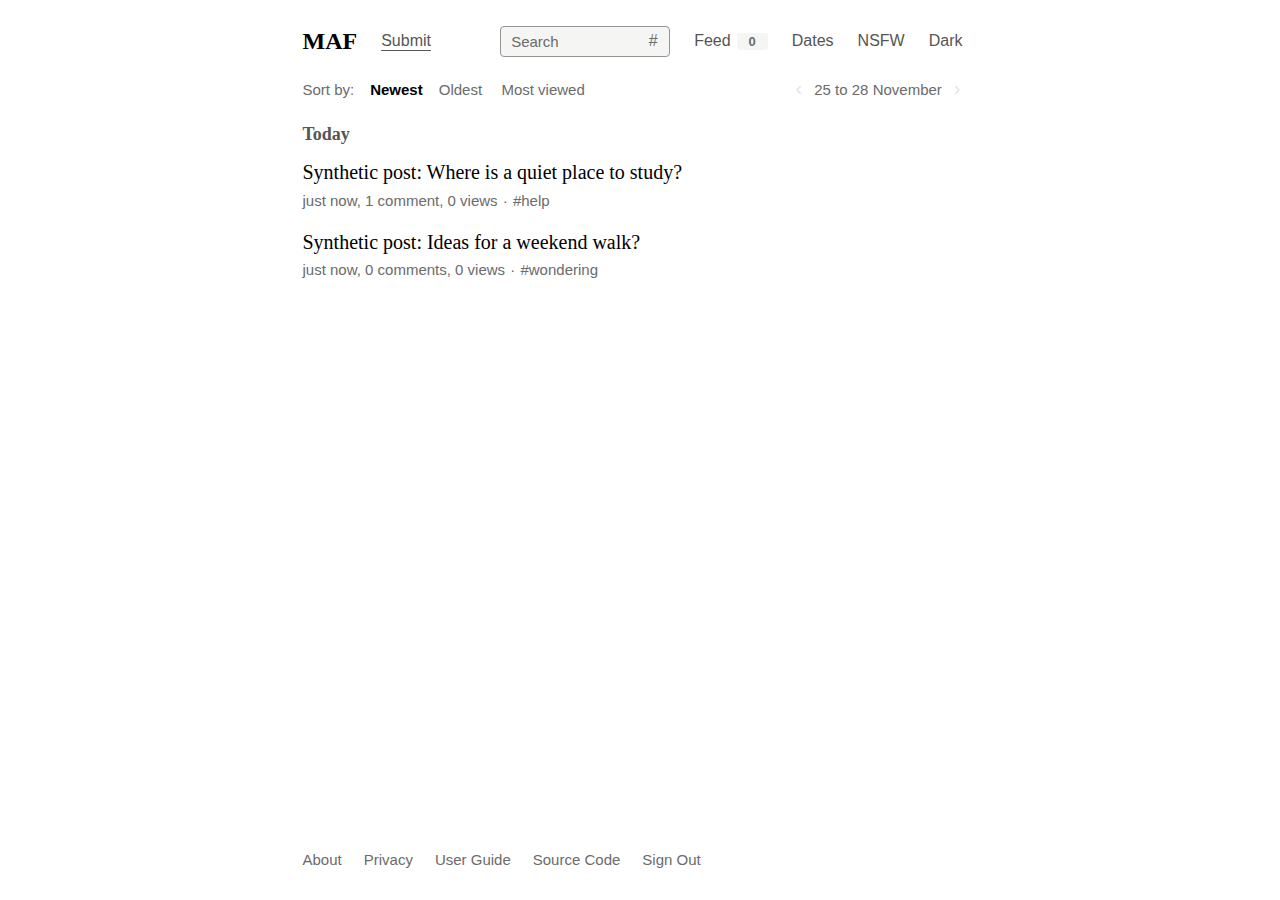 MAF Submit Search # Feed 0 Dates NSFW Dark
Sort by: Newest Oldest Most viewed ‹ 25 to 28 November ›
Today
Synthetic post: Where is a quiet place to study?
just now, 1 comment, 0 views · #help
Synthetic post: Ideas for a weekend walk?
just now, 0 comments, 0 views · #wondering
About Privacy User Guide Source Code Sign Out